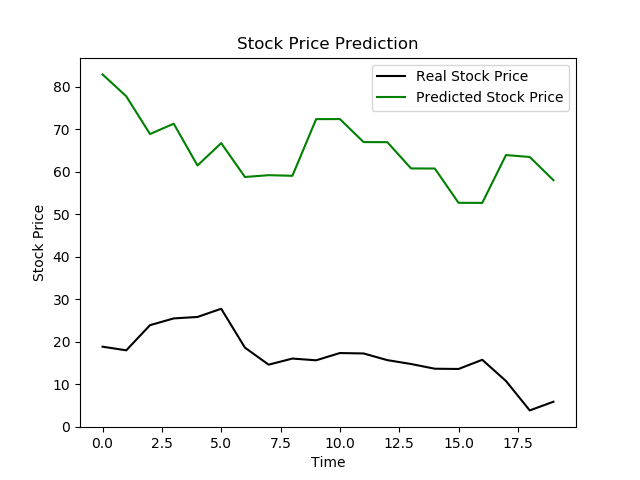 Stock Price Prediction
Real Stock Price
Predicted Stock Price
Stock Price
80
70
60
50
40
30
20
10
0
0.0 2.5 5.0 7.5 10.0 12.5 15.0 17.5
Time